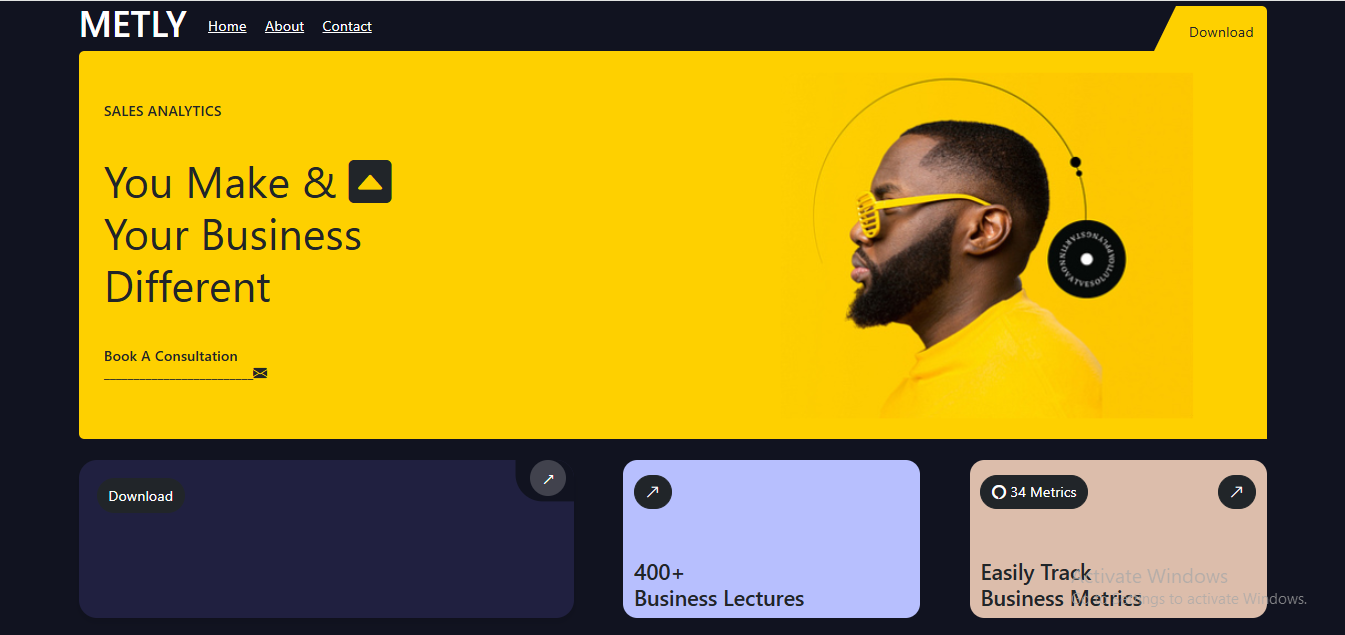 METLY Home About Contact
Download
SALES ANALYTICS
You Make &
Your Business
Different
Book A Consultation
Download
400+
Business Lectures
34 Metrics
Easily Track
Business Metrics
Activate Windows
Go to Settings to activate Windows.